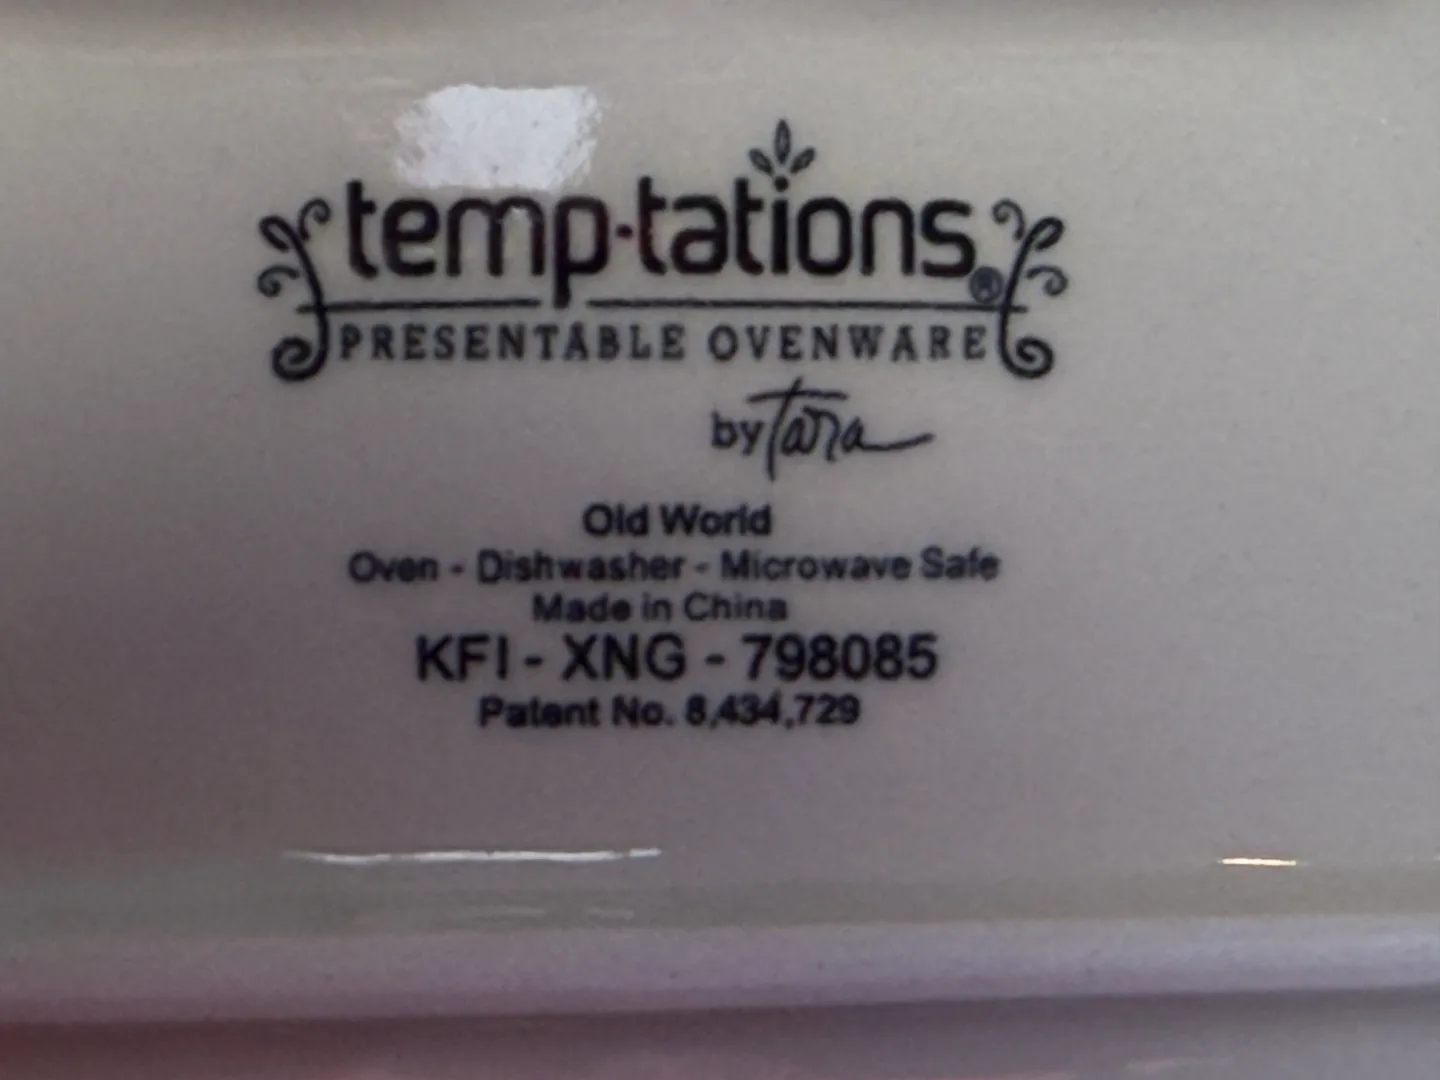 temp·tations®
PRESENTABLE OVENWARE
by Tara
Old World
Oven - Dishwasher - Microwave Safe
Made in China
KFI - XNG - 798085
Patent No. 8,434,729